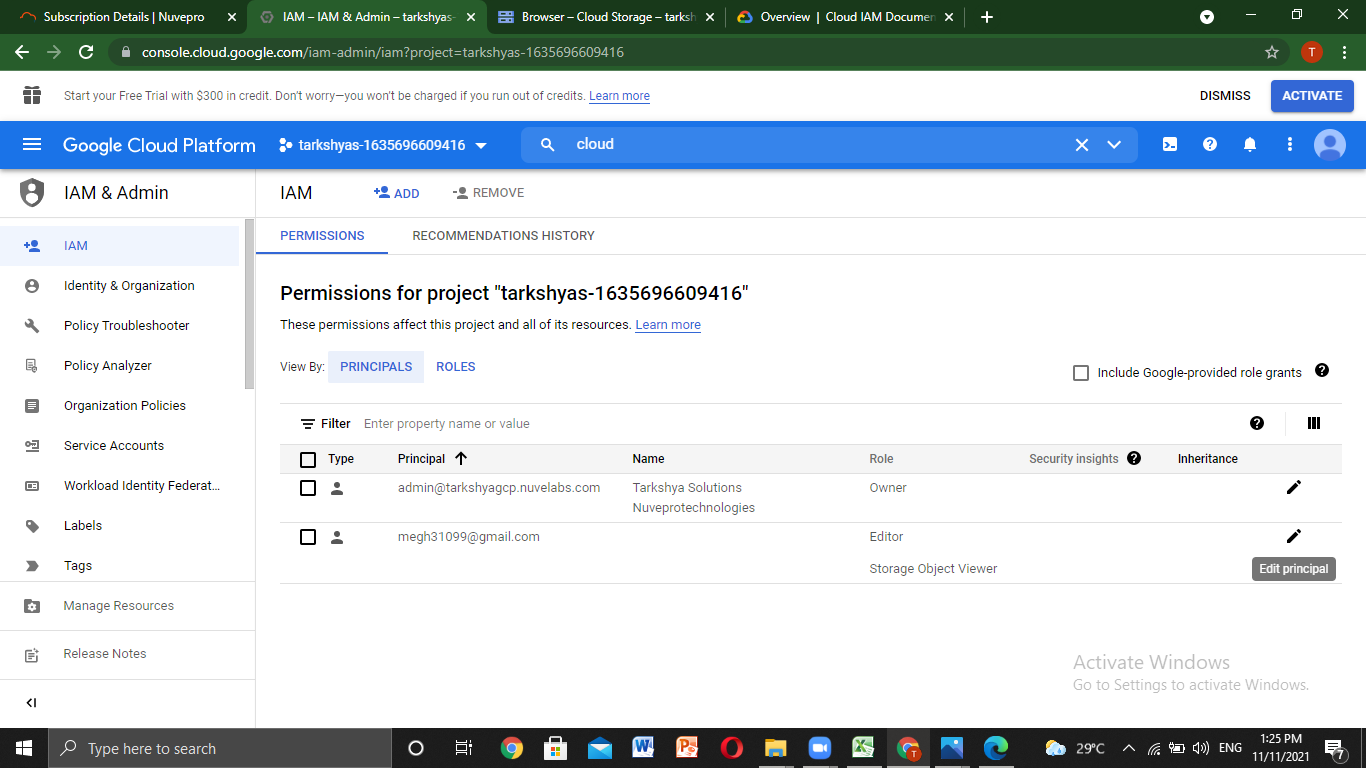 Subscription Details | Nuvepro
IAM – IAM & Admin – tarkshyas-
Browser – Cloud Storage – tarksh
Overview | Cloud IAM Documen
console.cloud.google.com/iam-admin/iam?project=tarkshyas-1635696609416
T
Start your Free Trial with $300 in credit. Don't worry—you won't be charged if you run out of credits. Learn more
DISMISS
ACTIVATE
Google Cloud Platform
tarkshyas-1635696609416
cloud
IAM & Admin
IAM
ADD
REMOVE
IAM
Identity & Organization
Policy Troubleshooter
Policy Analyzer
Organization Policies
Service Accounts
Workload Identity Federat...
Labels
Tags
Manage Resources
Release Notes
PERMISSIONS
RECOMMENDATIONS HISTORY
Permissions for project "tarkshyas-1635696609416"
These permissions affect this project and all of its resources. Learn more
View By: PRINCIPALS ROLES
Include Google-provided role grants
Filter Enter property name or value
Type Principal Name Role Security insights Inheritance
admin@tarkshyagcp.nuvelabs.com Tarkshya Solutions Owner
Nuveprotechnologies
megh31099@gmail.com Editor
Storage Object Viewer
Edit principal
Activate Windows
Go to Settings to activate Windows.
Type here to search
29°C
ENG
1:25 PM
11/11/2021
7